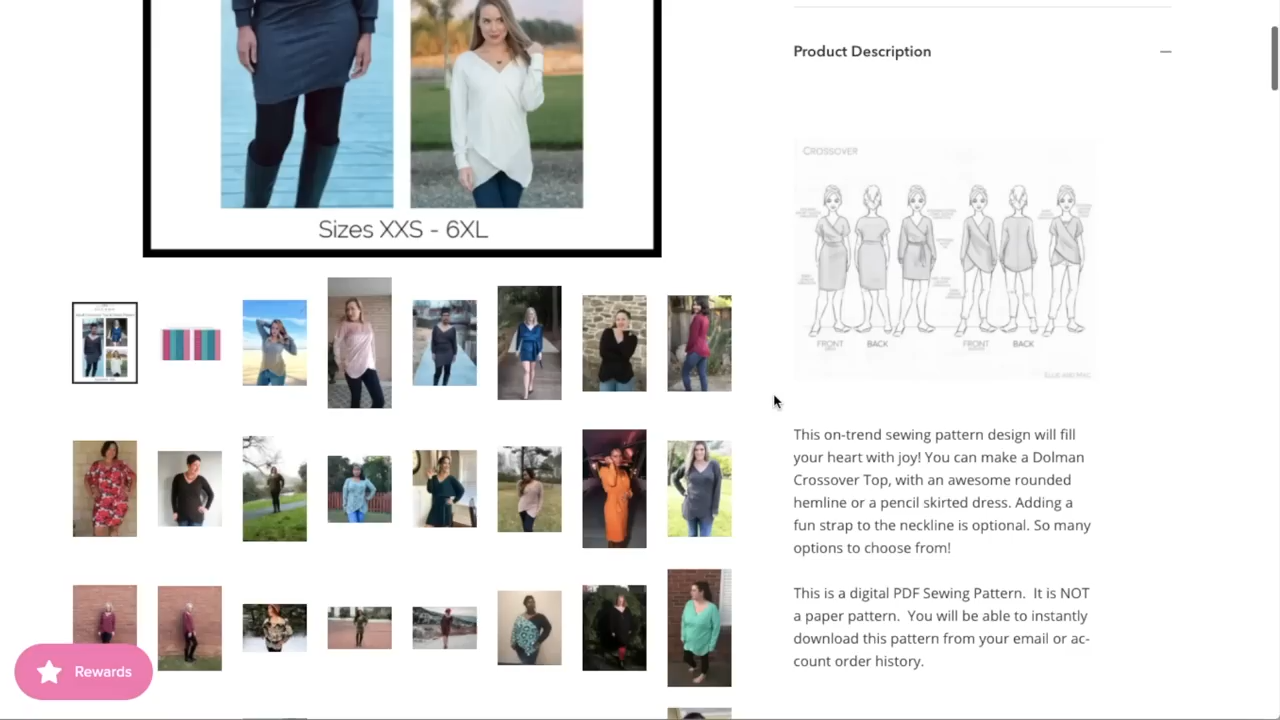 Sizes XXS - 6XL
Rewards
Product Description
CROSSOVER
FRONT
BACK
FRONT
BACK
ELLIE AND MAC
This on-trend sewing pattern design will fill
your heart with joy! You can make a Dolman
Crossover Top, with an awesome rounded
hemline or a pencil skirted dress. Adding a
fun strap to the neckline is optional. So many
options to choose from!
This is a digital PDF Sewing Pattern. It is NOT
a paper pattern. You will be able to instantly
download this pattern from your email or ac-
count order history.